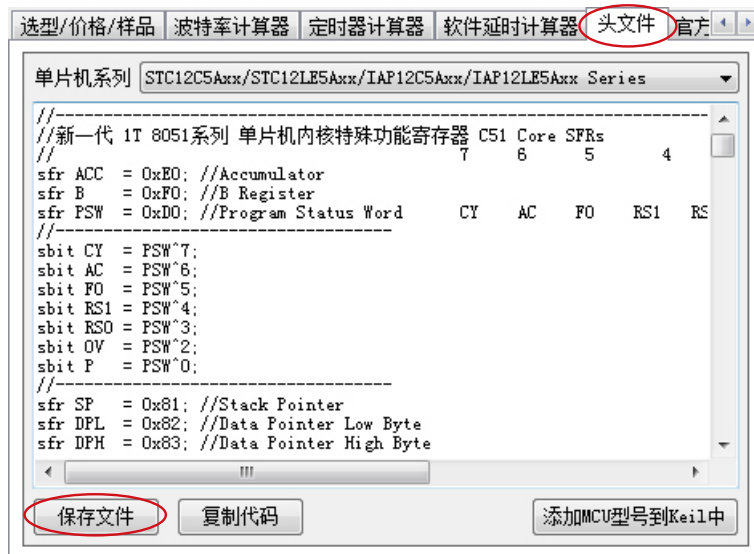 选型/价格/样品 波特率计算器 定时器计算器 软件延时计算器 头文件 官方
单片机系列 STC12C5Axx/STC12LE5Axx/IAP12C5Axx/IAP12LE5Axx Series
//--------------------------------------------------------------------------------
//新一代 1T 8051系列 单片机内核特殊功能寄存器 C51 Core SFRs
// 7 6 5 4
sfr ACC = 0xE0; //Accumulator
sfr B = 0xF0; //B Register
sfr PSW = 0xD0; //Program Status Word CY AC F0 RS1 RS
//-----------------------------------
sbit CY = PSW^7;
sbit AC = PSW^6;
sbit F0 = PSW^5;
sbit RS1 = PSW^4;
sbit RS0 = PSW^3;
sbit OV = PSW^2;
sbit P = PSW^0;
//-----------------------------------
sfr SP = 0x81; //Stack Pointer
sfr DPL = 0x82; //Data Pointer Low Byte
sfr DPH = 0x83; //Data Pointer High Byte
保存文件 复制代码 添加MCU型号到Keil中